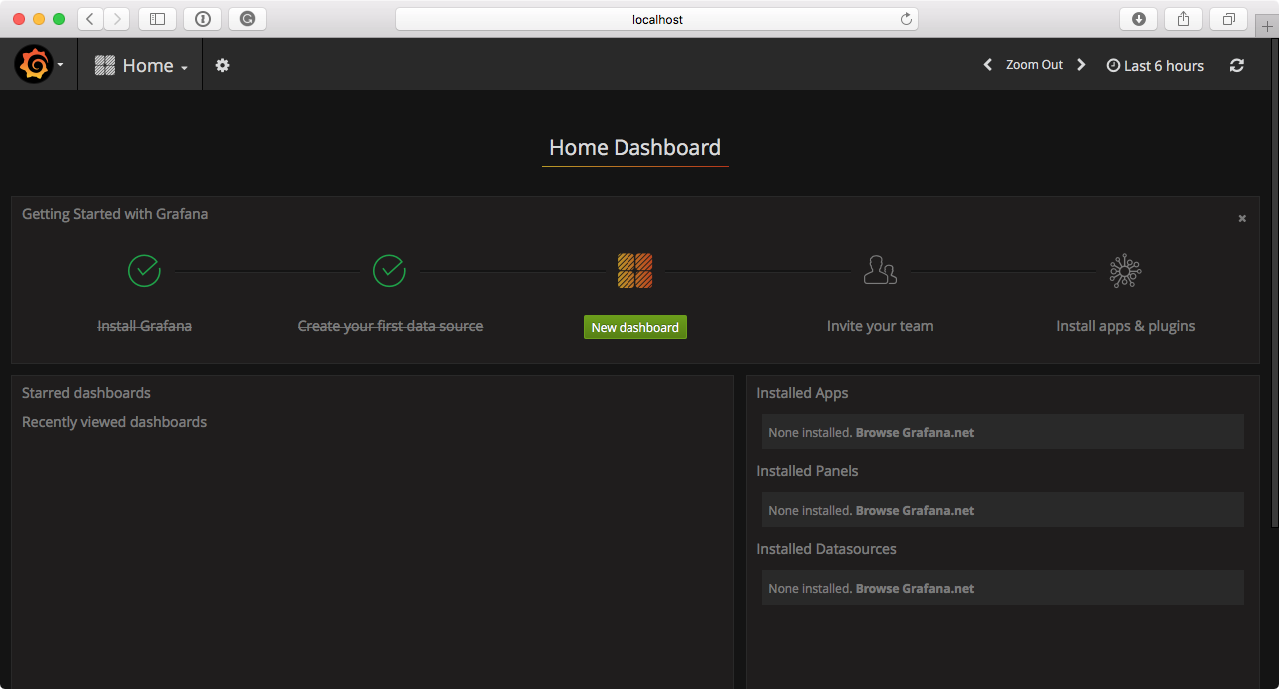 localhost
Home
Zoom Out
Last 6 hours
Home Dashboard
Getting Started with Grafana
Install Grafana
Create your first data source
New dashboard
Invite your team
Install apps & plugins
Starred dashboards
Recently viewed dashboards
Installed Apps
None installed. Browse Grafana.net
Installed Panels
None installed. Browse Grafana.net
Installed Datasources
None installed. Browse Grafana.net